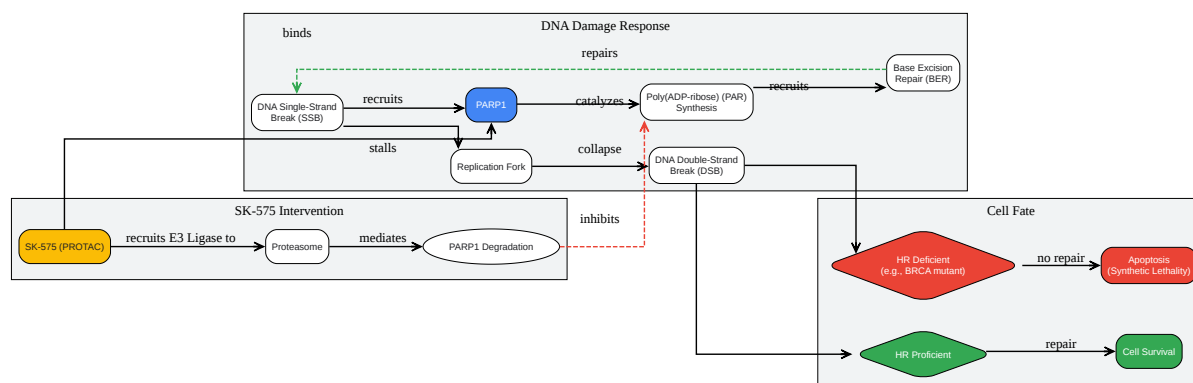 DNA Damage Response
binds
repairs
Base Excision
Repair (BER)
DNA Single-Strand
Break (SSB)
recruits
PARP1
catalyzes
Poly(ADP-ribose) (PAR)
Synthesis
recruits
stalls
Replication Fork
collapse
DNA Double-Strand
Break (DSB)
SK-575 Intervention
inhibits
SK-575 (PROTAC)
recruits E3 Ligase to
Proteasome
mediates
PARP1 Degradation
Cell Fate
HR Deficient
(e.g., BRCA mutant)
no repair
Apoptosis
(Synthetic Lethality)
HR Proficient
repair
Cell Survival